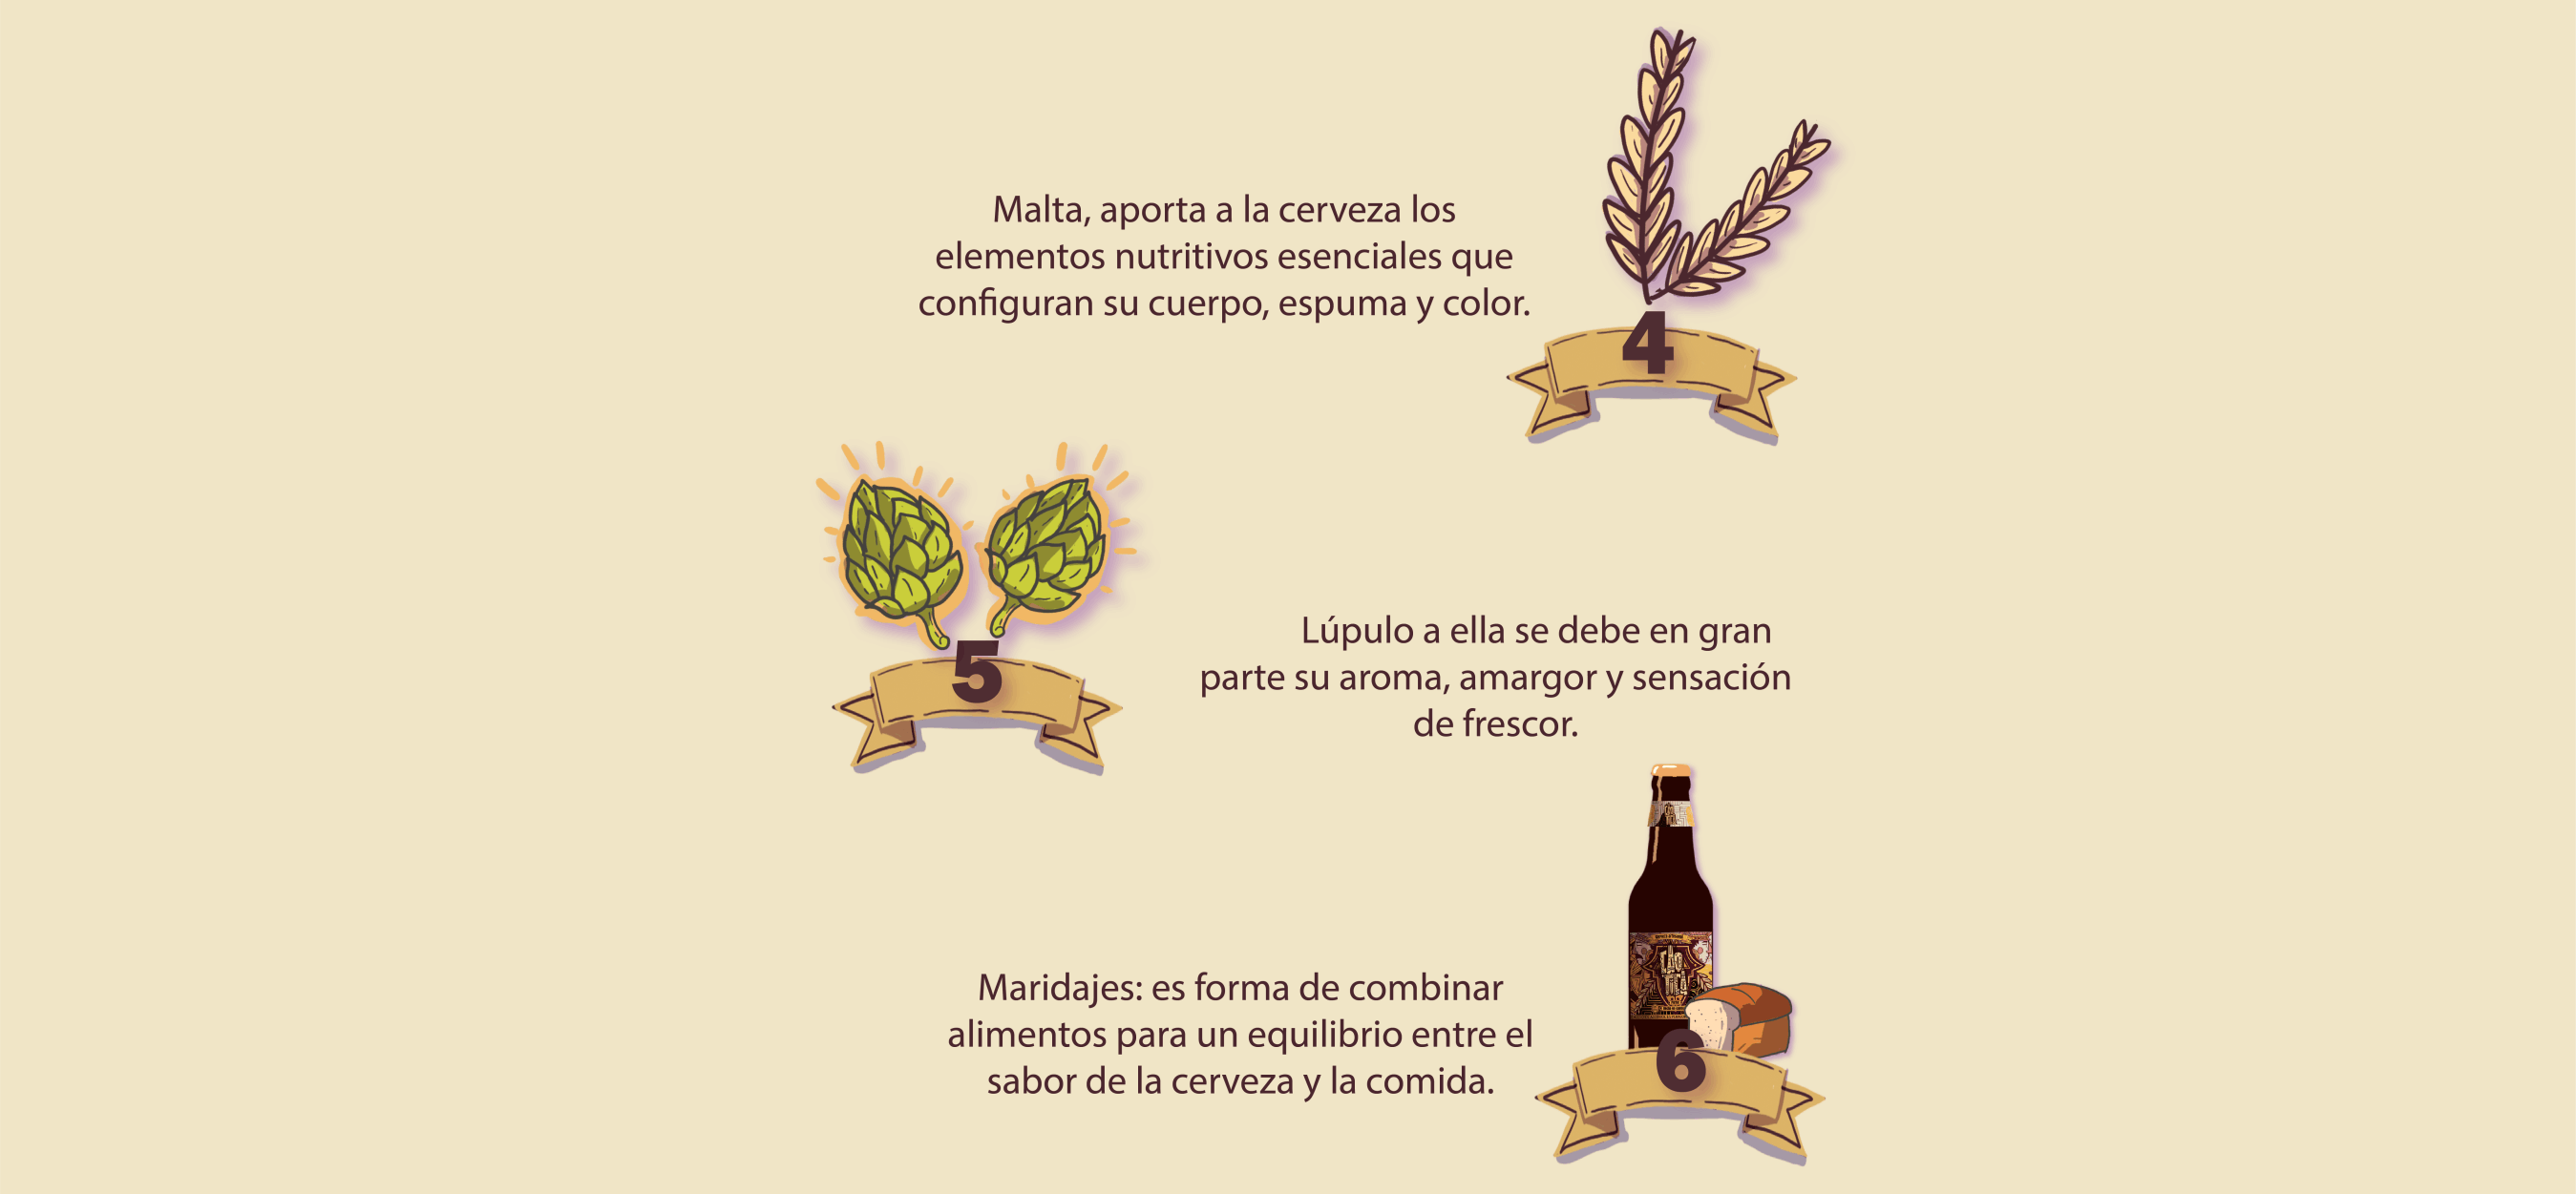 Malta, aporta a la cerveza los
elementos nutritivos esenciales que
configuran su cuerpo, espuma y color.
4
5
Lúpulo a ella se debe en gran
parte su aroma, amargor y sensación
de frescor.
Maridajes: es forma de combinar
alimentos para un equilibrio entre el
sabor de la cerveza y la comida.
6